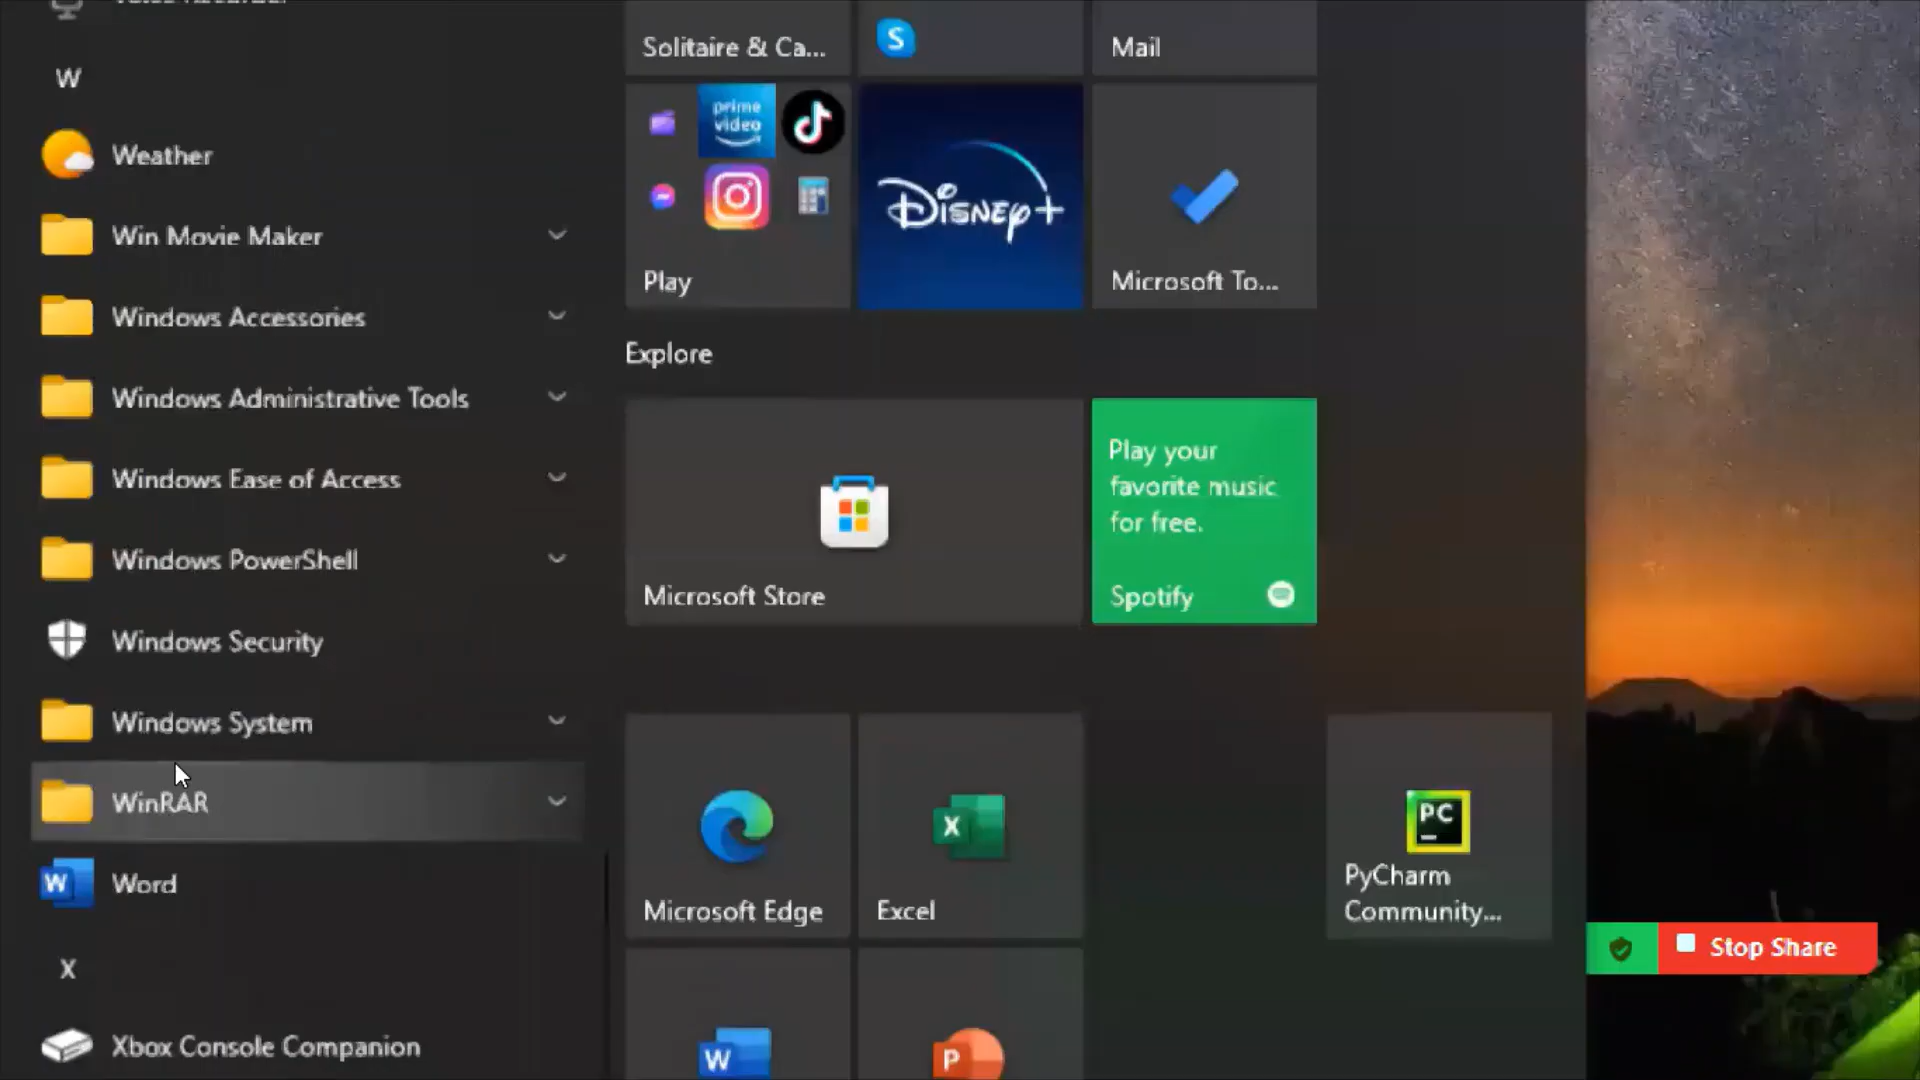 W
Weather
Win Movie Maker
Windows Accessories
Windows Administrative Tools
Windows Ease of Access
Windows PowerShell
Windows Security
Windows System
WinRAR
W
Word
X
Xbox Console Companion
Solitaire & Ca...
S
Mail
prime
video
Disney+
Play
Microsoft To...
Explore
Microsoft Store
Play your
favorite music
for free.
Spotify
Microsoft Edge
X
Excel
PC
PyCharm
Community...
W
P
Stop Share